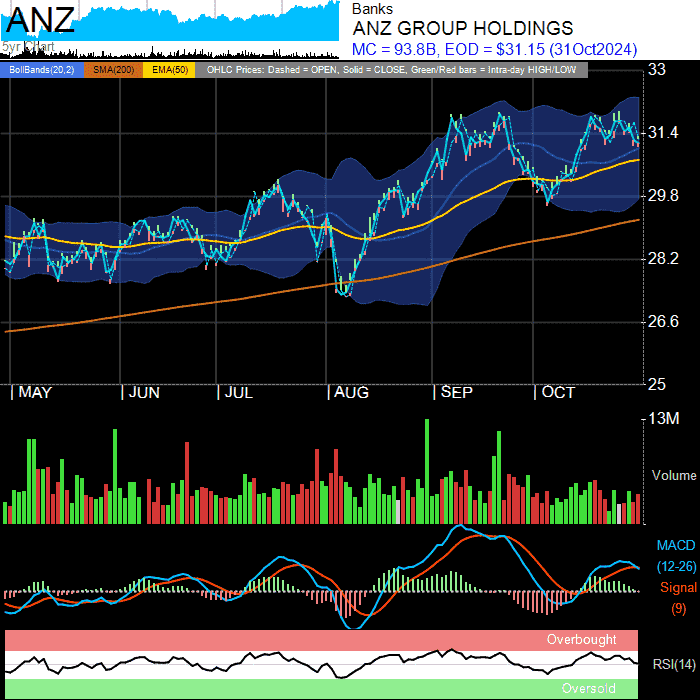 ANZ
5yr Chart
Banks
ANZ GROUP HOLDINGS
MC = 93.8B, EOD = $31.15 (31Oct2024)
BollBands(20,2) SMA(200) EMA(50) OHLC Prices: Dashed = OPEN, Solid = CLOSE, Green/Red bars = Intra-day HIGH/LOW
33
31.4
29.8
28.2
26.6
25
MAY JUN JUL AUG SEP OCT
13M
Volume
MACD
(12-26)
Signal
(9)
Overbought
RSI(14)
Oversold